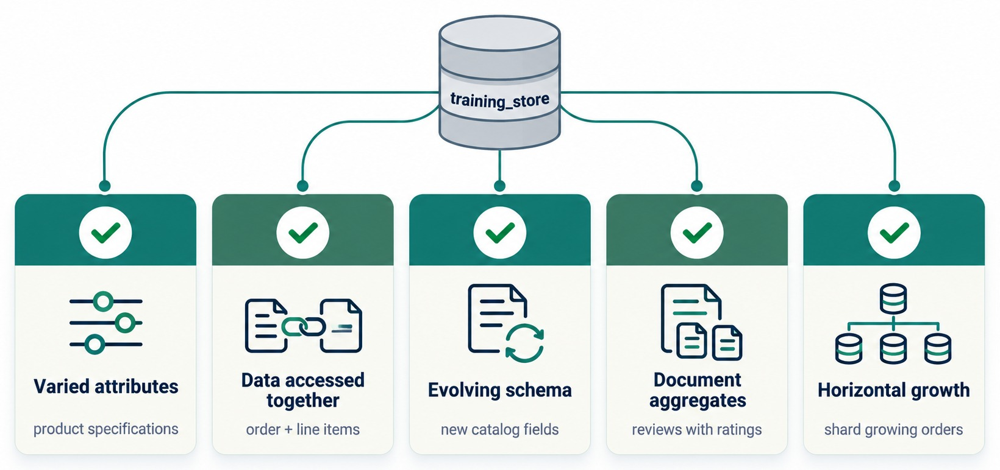 training_store
Varied attributes
product specifications
Data accessed
together
order + line items
Evolving schema
new catalog fields
Document
aggregates
reviews with ratings
Horizontal growth
shard growing orders